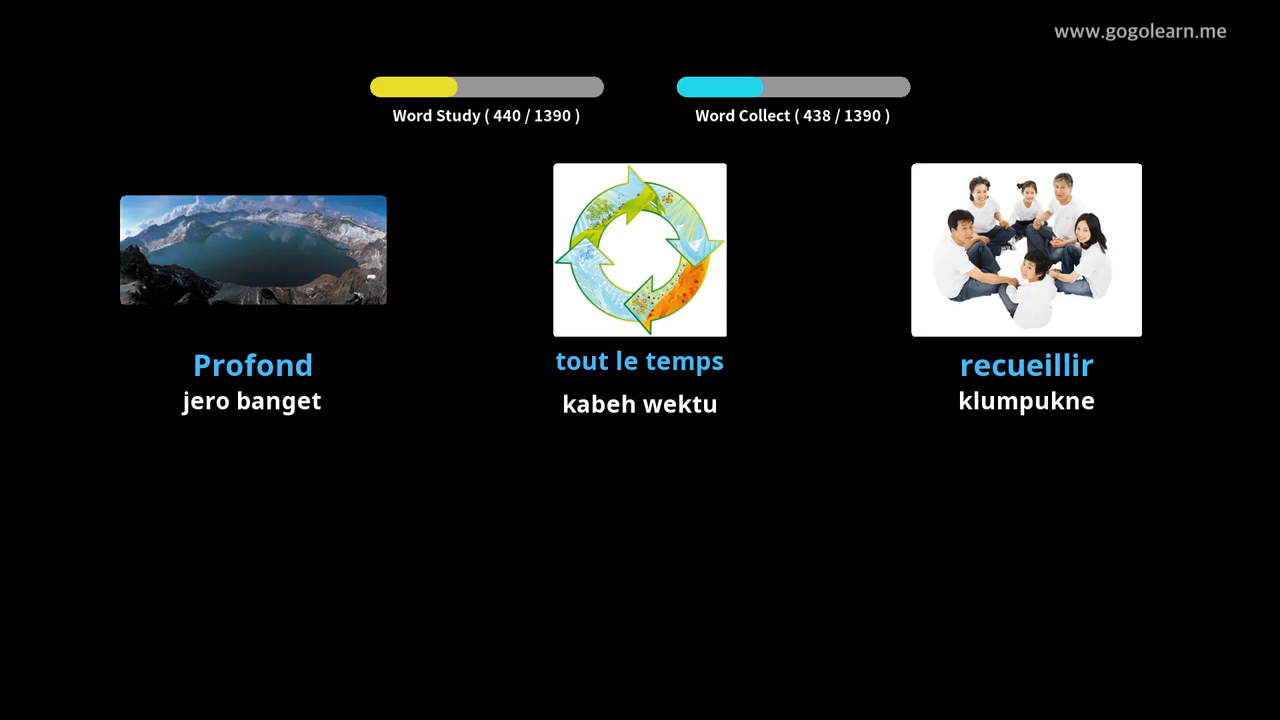 www.gogolearn.me
Word Study ( 440 / 1390 )
Word Collect ( 438 / 1390 )
Profond
jero banget
tout le temps
kabeh wektu
recueillir
klumpukne